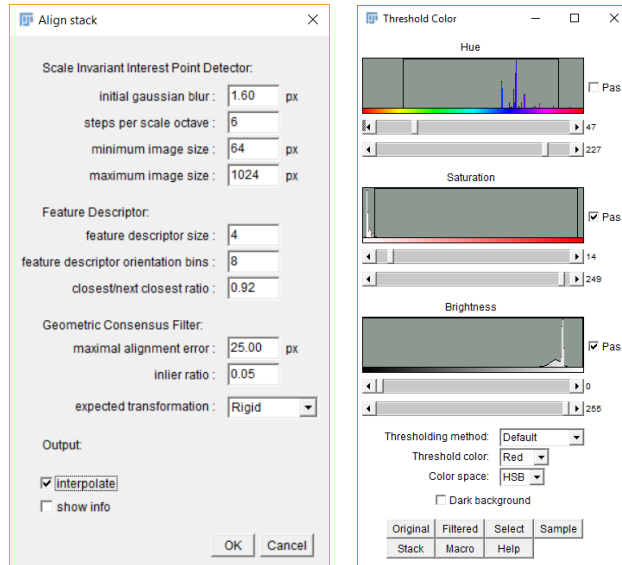 Align stack
Scale Invariant Interest Point Detector:
initial gaussian blur : 1.60 px
steps per scale octave : 6
minimum image size : 64 px
maximum image size : 1024 px
Feature Descriptor:
feature descriptor size : 4
feature descriptor orientation bins : 8
closest/next closest ratio : 0.92
Geometric Consensus Filter:
maximal alignment error : 25.00 px
inlier ratio : 0.05
expected transformation : Rigid
Output:
interpolate
show info
OK Cancel
Threshold Color
Hue
Pas
47
227
Saturation
Pas
14
249
Brightness
Pas
0
255
Thresholding method: Default
Threshold color: Red
Color space: HSB
Dark background
Original Filtered Select Sample
Stack Macro Help